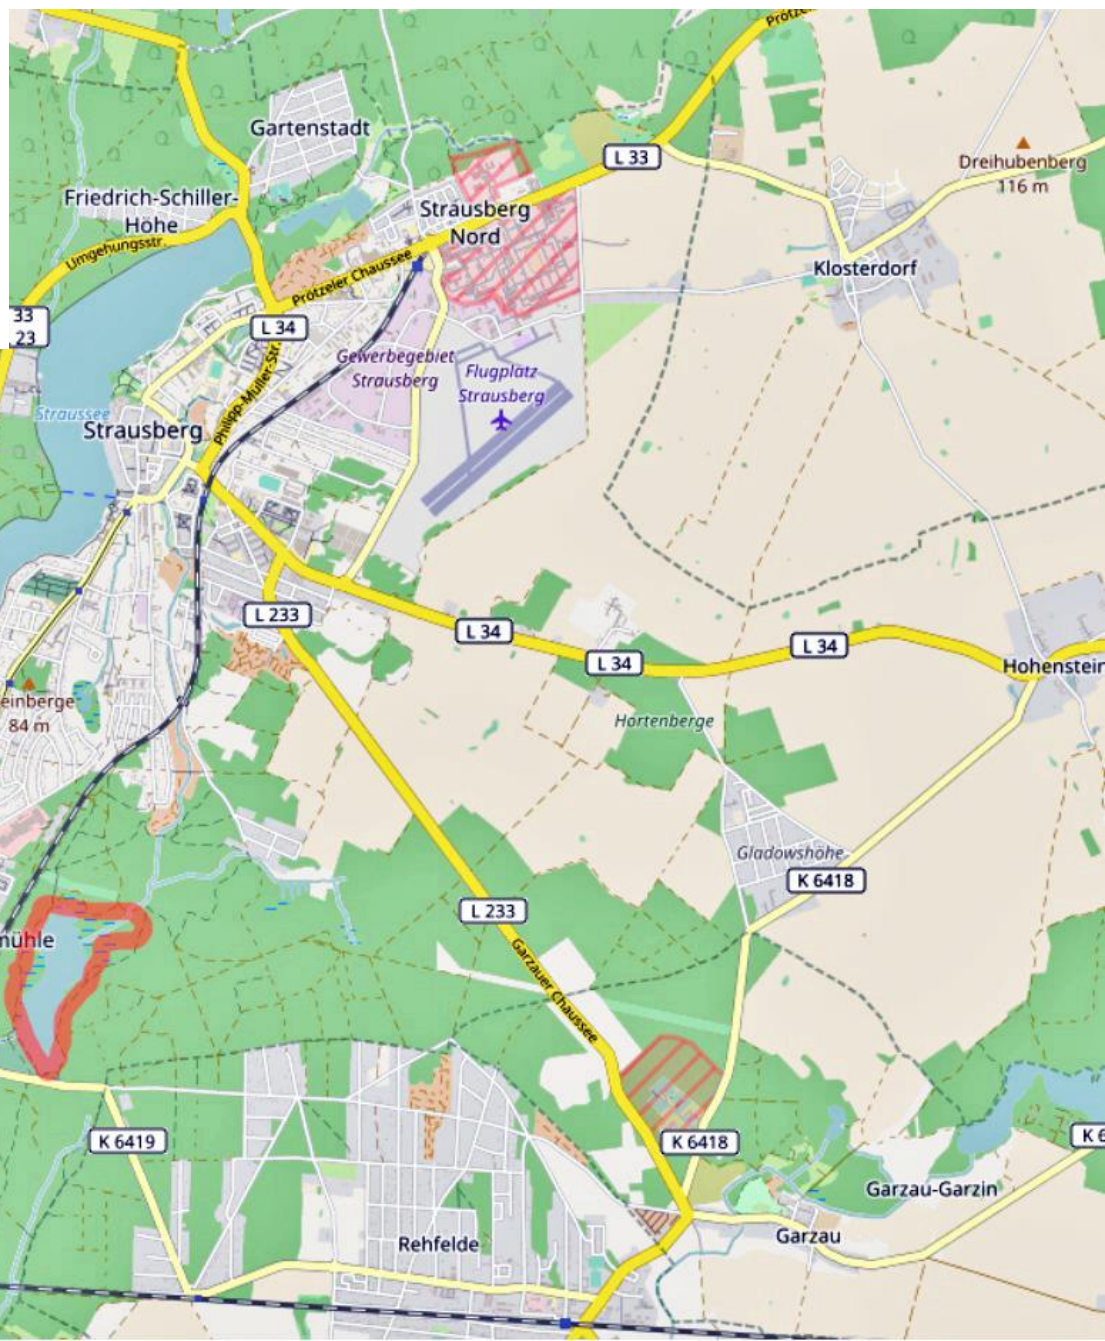 Gartenstadt
L 33
Dreihubenberg
116 m
Friedrich-Schiller-
Höhe
Strausberg
Nord
Umgehungsstr.
Klosterdorf
Prötzeler Chaussee
33
23
L 34
Gewerbegebiet
Strausberg
Flugplatz
Strausberg
Philipp-Müller-Str.
Straussee
Strausberg
L 233
L 34
L 34
L 34
Hohenstein
einberge
84 m
Hortenberge
Gladowshöhe
K 6418
L 233
mühle
Garzauer Chaussee
K 6419
K 6418
K 6
Garzau-Garzin
Garzau
Rehfelde